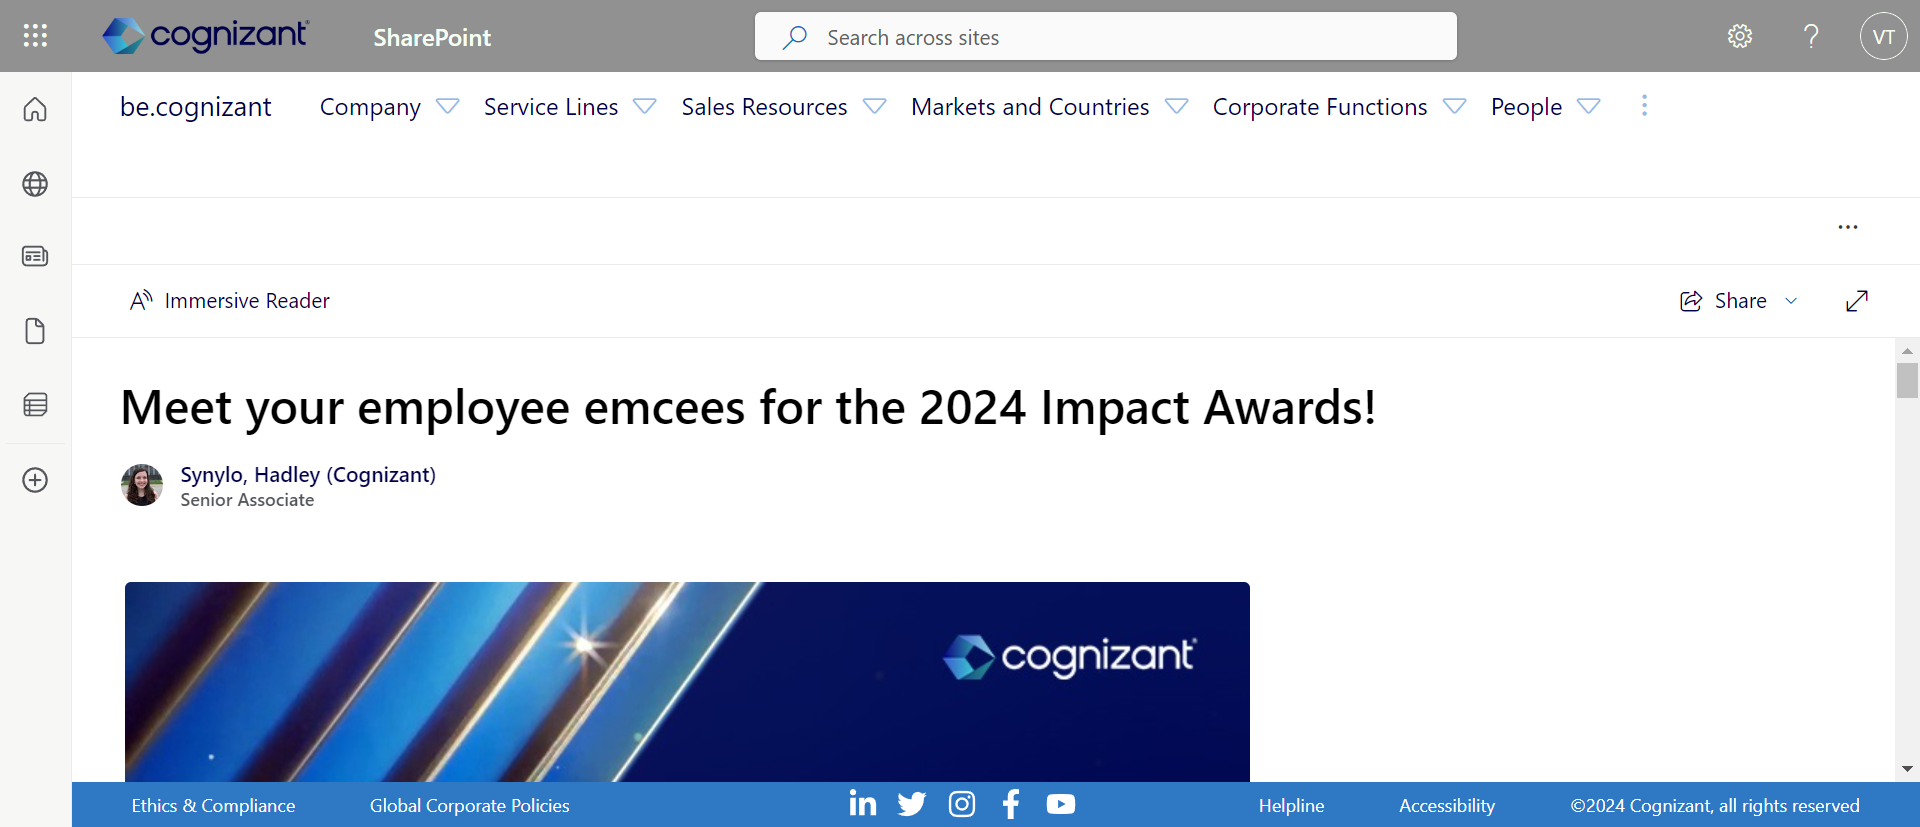 cognizant
SharePoint
Search across sites
?
VT
be.cognizant
Company
Service Lines
Sales Resources
Markets and Countries
Corporate Functions
People
Immersive Reader
Share
Meet your employee emcees for the 2024 Impact Awards!
Synylo, Hadley (Cognizant)
Senior Associate
cognizant
Ethics & Compliance
Global Corporate Policies
Helpline
Accessibility
©2024 Cognizant, all rights reserved